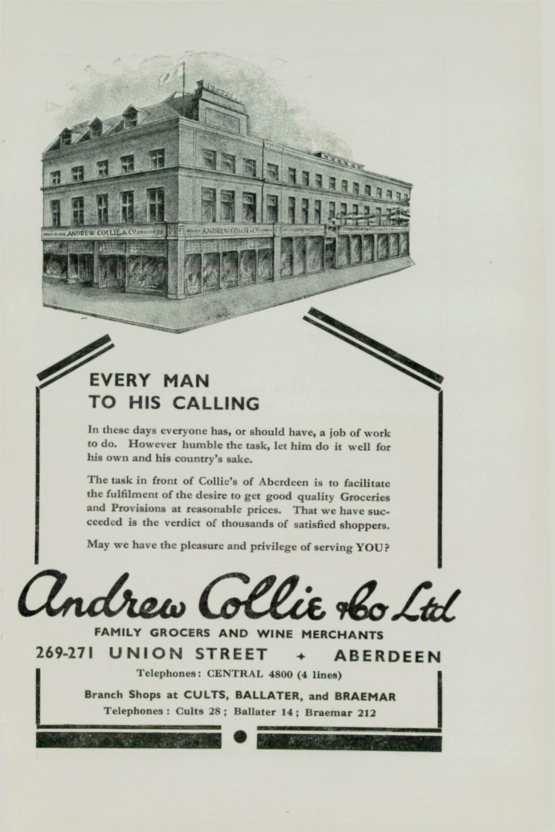 ANDREW COLLIE & CO
ANDREW COLLIE & CO
EVERY MAN
TO HIS CALLING
In these days everyone has, or should have, a job of work
to do. However humble the task, let him do it well for
his own and his country's sake.
The task in front of Collie's of Aberdeen is to facilitate
the fulfilment of the desire to get good quality Groceries
and Provisions at reasonable prices. That we have suc-
ceeded is the verdict of thousands of satisfied shoppers.
May we have the pleasure and privilege of serving YOU?
Andrew Collie & Co Ltd
FAMILY GROCERS AND WINE MERCHANTS
269-271 UNION STREET + ABERDEEN
Telephones: CENTRAL 4800 (4 lines)
Branch Shops at CULTS, BALLATER, and BRAEMAR
Telephones: Cults 28; Ballater 14; Braemar 212